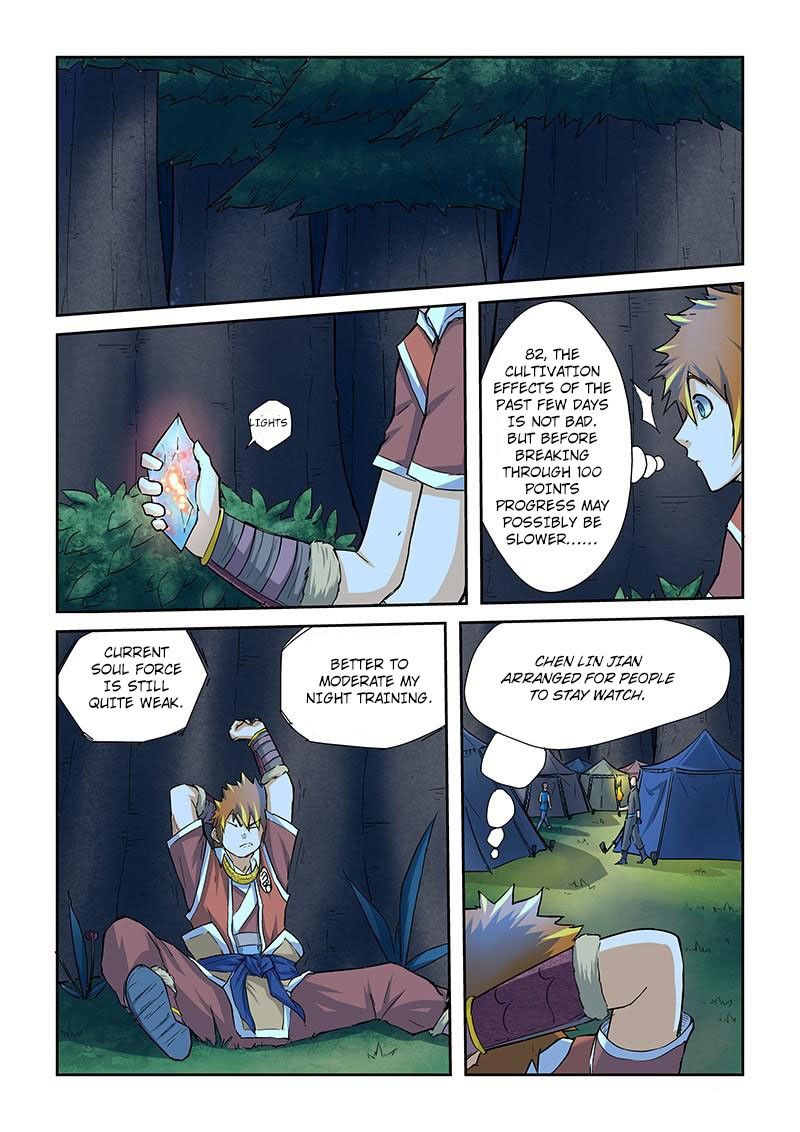 LIGHTS
82, THE
CULTIVATION
EFFECTS OF THE
PAST FEW DAYS
IS NOT BAD.
BUT BEFORE
BREAKING
THROUGH 100
POINTS
PROGRESS MAY
POSSIBLY BE
SLOWER......
CURRENT
SOUL FORCE
IS STILL
QUITE WEAK.
BETTER TO
MODERATE MY
NIGHT TRAINING.
CHEN LIN JIAN
ARRANGED FOR PEOPLE
TO STAY WATCH.